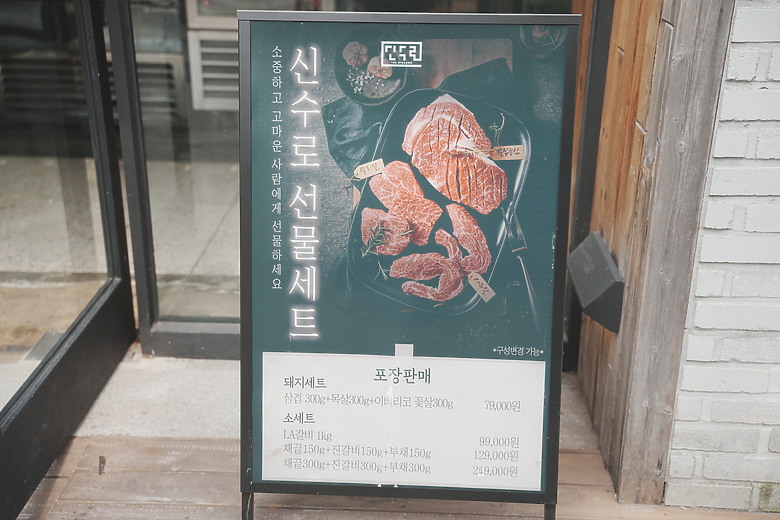 신수로
신수로 선물세트
소중하고 고마운 사람에게 선물하세요
*구성변경 가능*
포장판매
돼지세트
삼겹 300g+목살300g+이베리코 꽃살300g 79,000원
소세트
LA갈비 1kg 99,000원
채끝150g+진갈비150g+부채150g 129,000원
채끝300g+진갈비300g+부채300g 249,000원